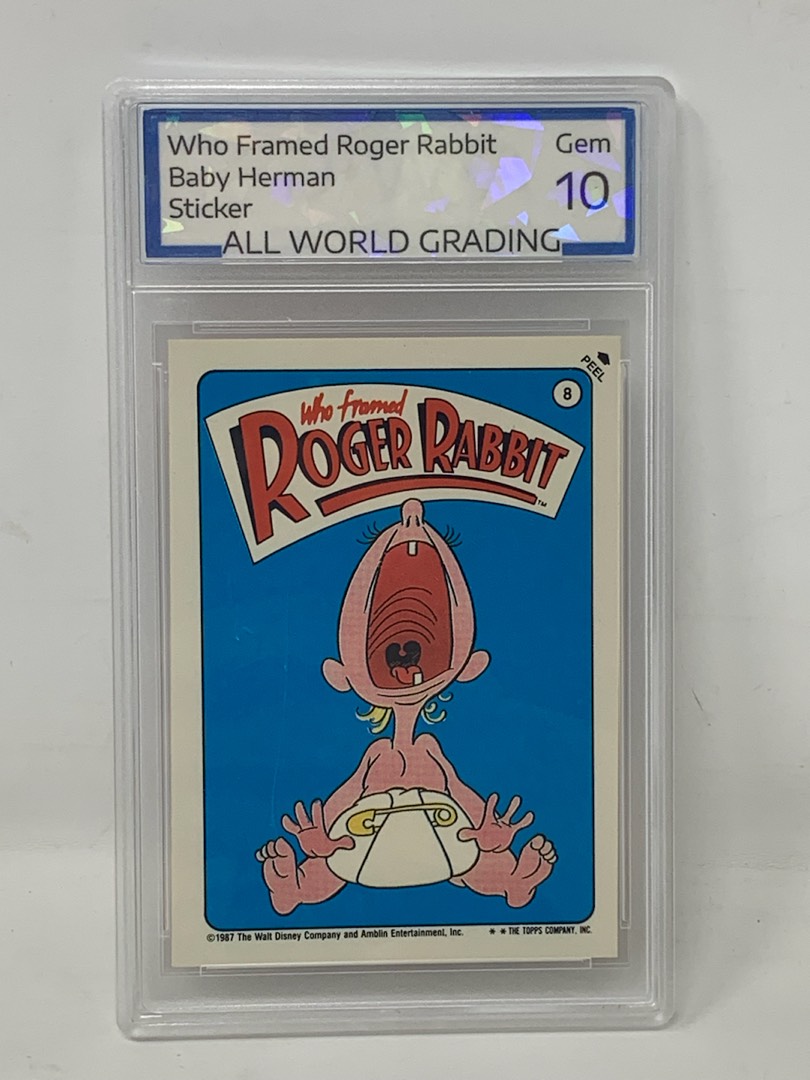 Who Framed Roger Rabbit
Gem
Baby Herman
10
Sticker
ALL WORLD GRADING
PEEL
8
Who Framed
ROGER RABBIT
™
©1987 The Walt Disney Company and Amblin Entertainment, Inc.
* * THE TOPPS COMPANY, INC.